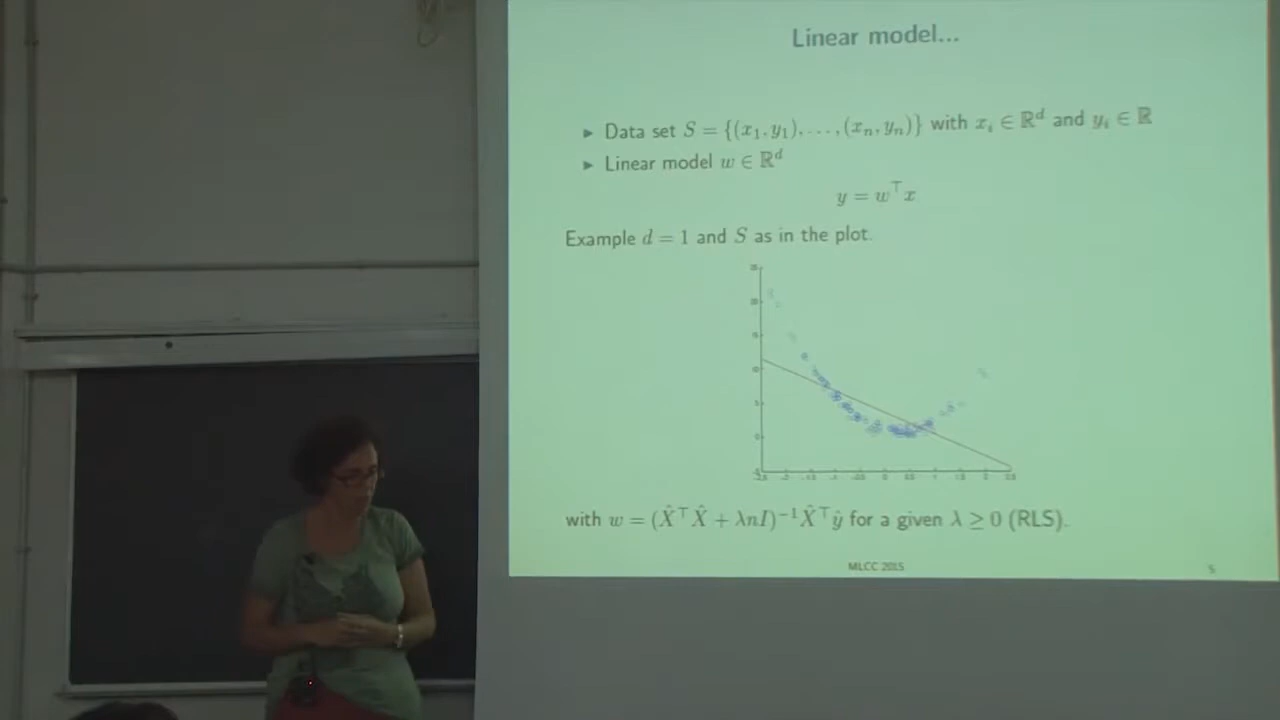 Linear model...
► Data set S = {(x₁, y₁), . . . , (xₙ, yₙ)} with xᵢ ∈ ℝᵈ and yᵢ ∈ ℝ
► Linear model w ∈ ℝᵈ
y = w⊤x
Example d = 1 and S as in the plot.
with w = (X̂⊤X̂ + λnI)⁻¹X̂⊤ŷ for a given λ ≥ 0 (RLS).
MLCC 2015
5